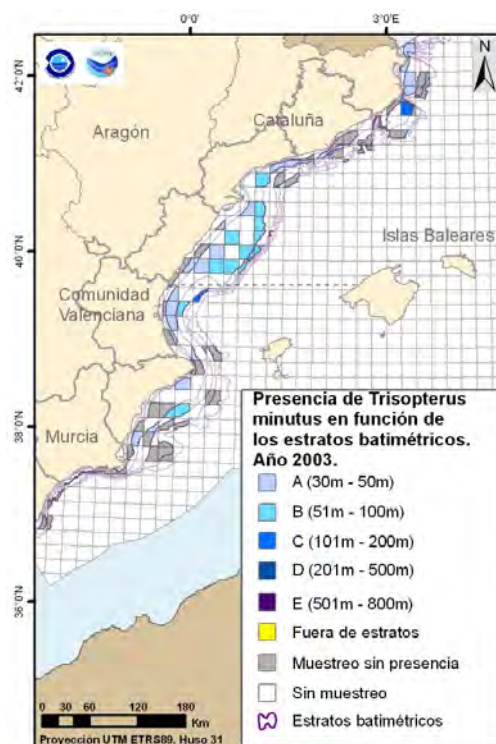 0°0'
3°0'E
42°0'N
N
Cataluña
Aragón
40°0'N
Islas Baleares
Comunidad
Valenciana
38°0'N
Murcia
36°0'N
Presencia de Trisopterus
minutus en función de
los estratos batimétricos.
Año 2003.
A (30m - 50m)
B (51m - 100m)
C (101m - 200m)
D (201m - 500m)
E (501m - 800m)
Fuera de estratos
Muestreo sin presencia
Sin muestreo
Estratos batimétricos
0 30 60 120 180
Km
Proyección UTM ETRS89. Huso 31